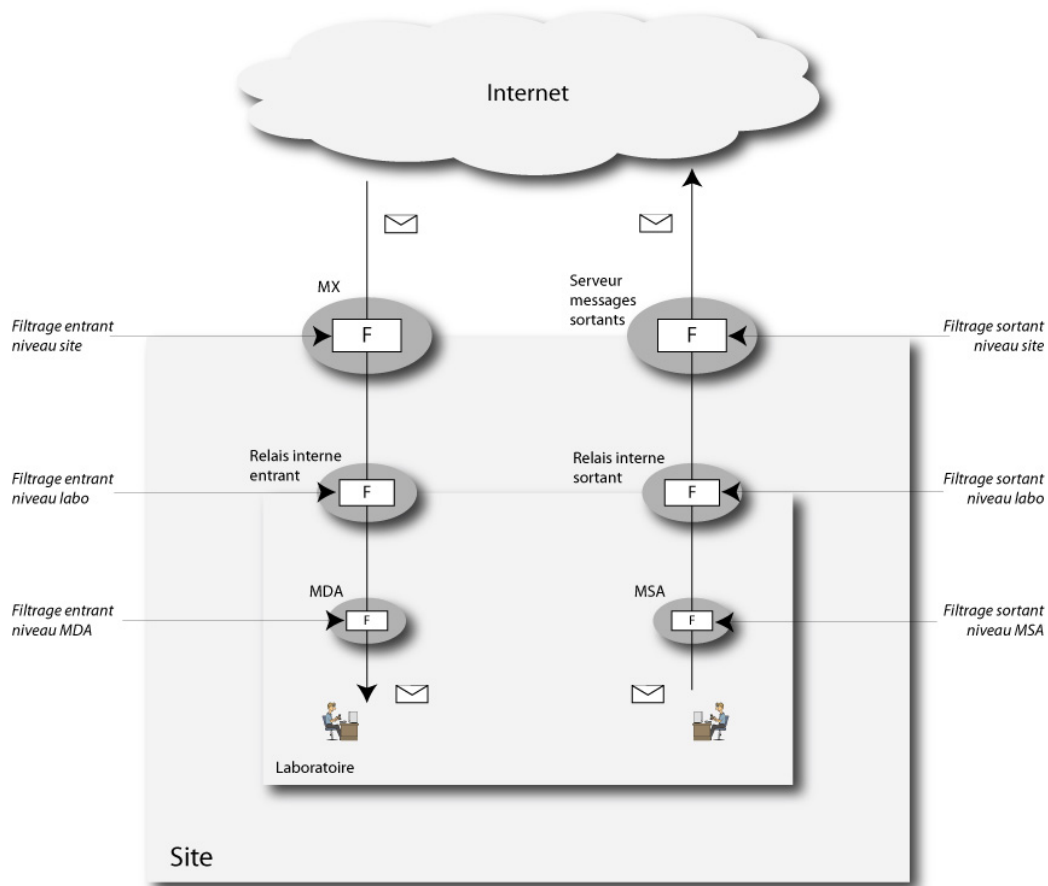 Internet
MX
Serveur
messages
sortants
F
F
Filtrage entrant
niveau site
Filtrage sortant
niveau site
Relais interne
entrant
Relais interne
sortant
F
F
Filtrage entrant
niveau labo
Filtrage sortant
niveau labo
MDA
MSA
F
F
Filtrage entrant
niveau MDA
Filtrage sortant
niveau MSA
Laboratoire
Site